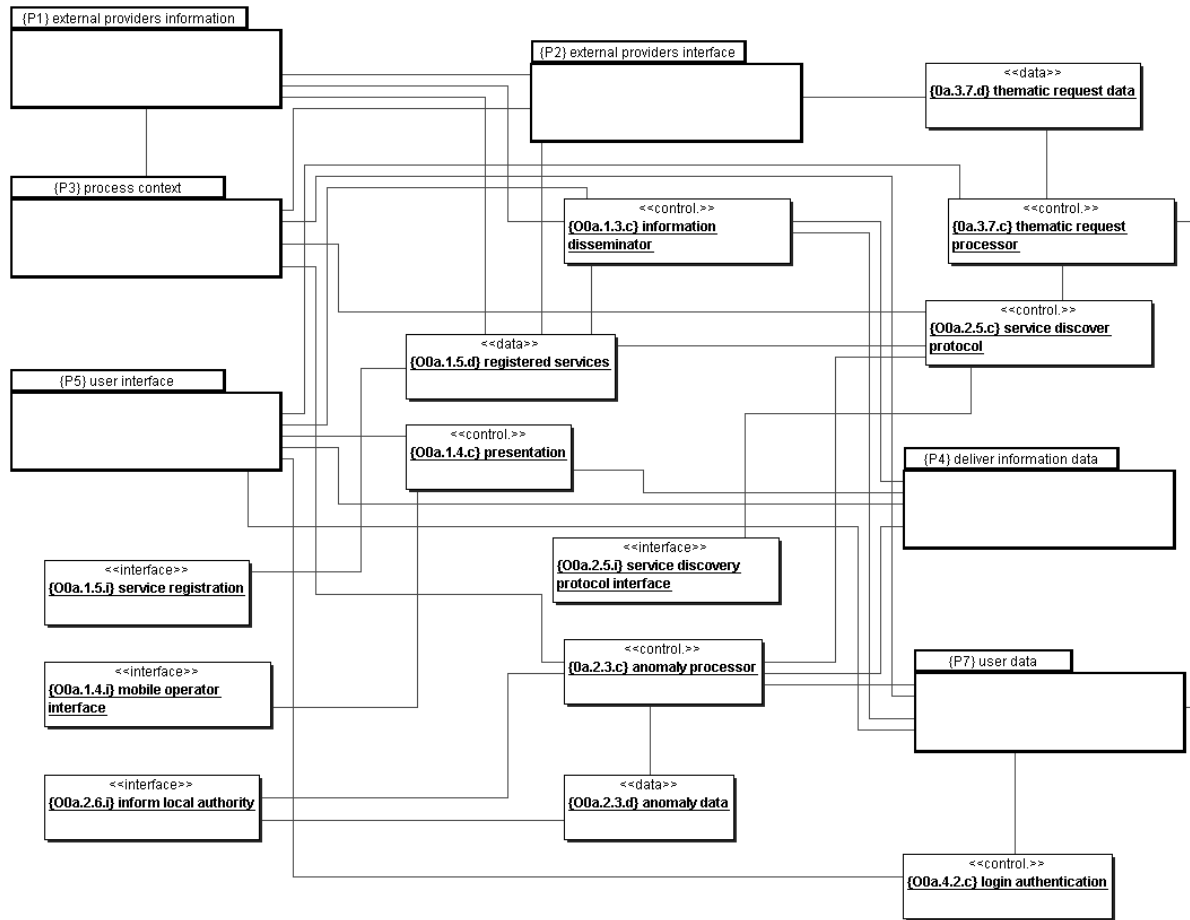 {P1} external providers information
{P2} external providers interface
<<data>>
{0a.3.7.d} thematic request data
{P3} process context
<<control.>>
{O0a.1.3.c} information
disseminator
<<control.>>
{0a.3.7.c} thematic request
processor
<<control.>>
{O0a.2.5.c} service discover
protocol
<<data>>
{O0a.1.5.d} registered services
{P5} user interface
<<control.>>
{O0a.1.4.c} presentation
{P4} deliver information data
<<interface>>
{O0a.2.5.i} service discovery
protocol interface
<<interface>>
{O0a.1.5.i} service registration
<<control.>>
{0a.2.3.c} anomaly processor
{P7} user data
<<interface>>
{O0a.1.4.i} mobile operator
interface
<<interface>>
{O0a.2.6.i} inform local authority
<<data>>
{O0a.2.3.d} anomaly data
<<control.>>
{O0a.4.2.c} login authentication